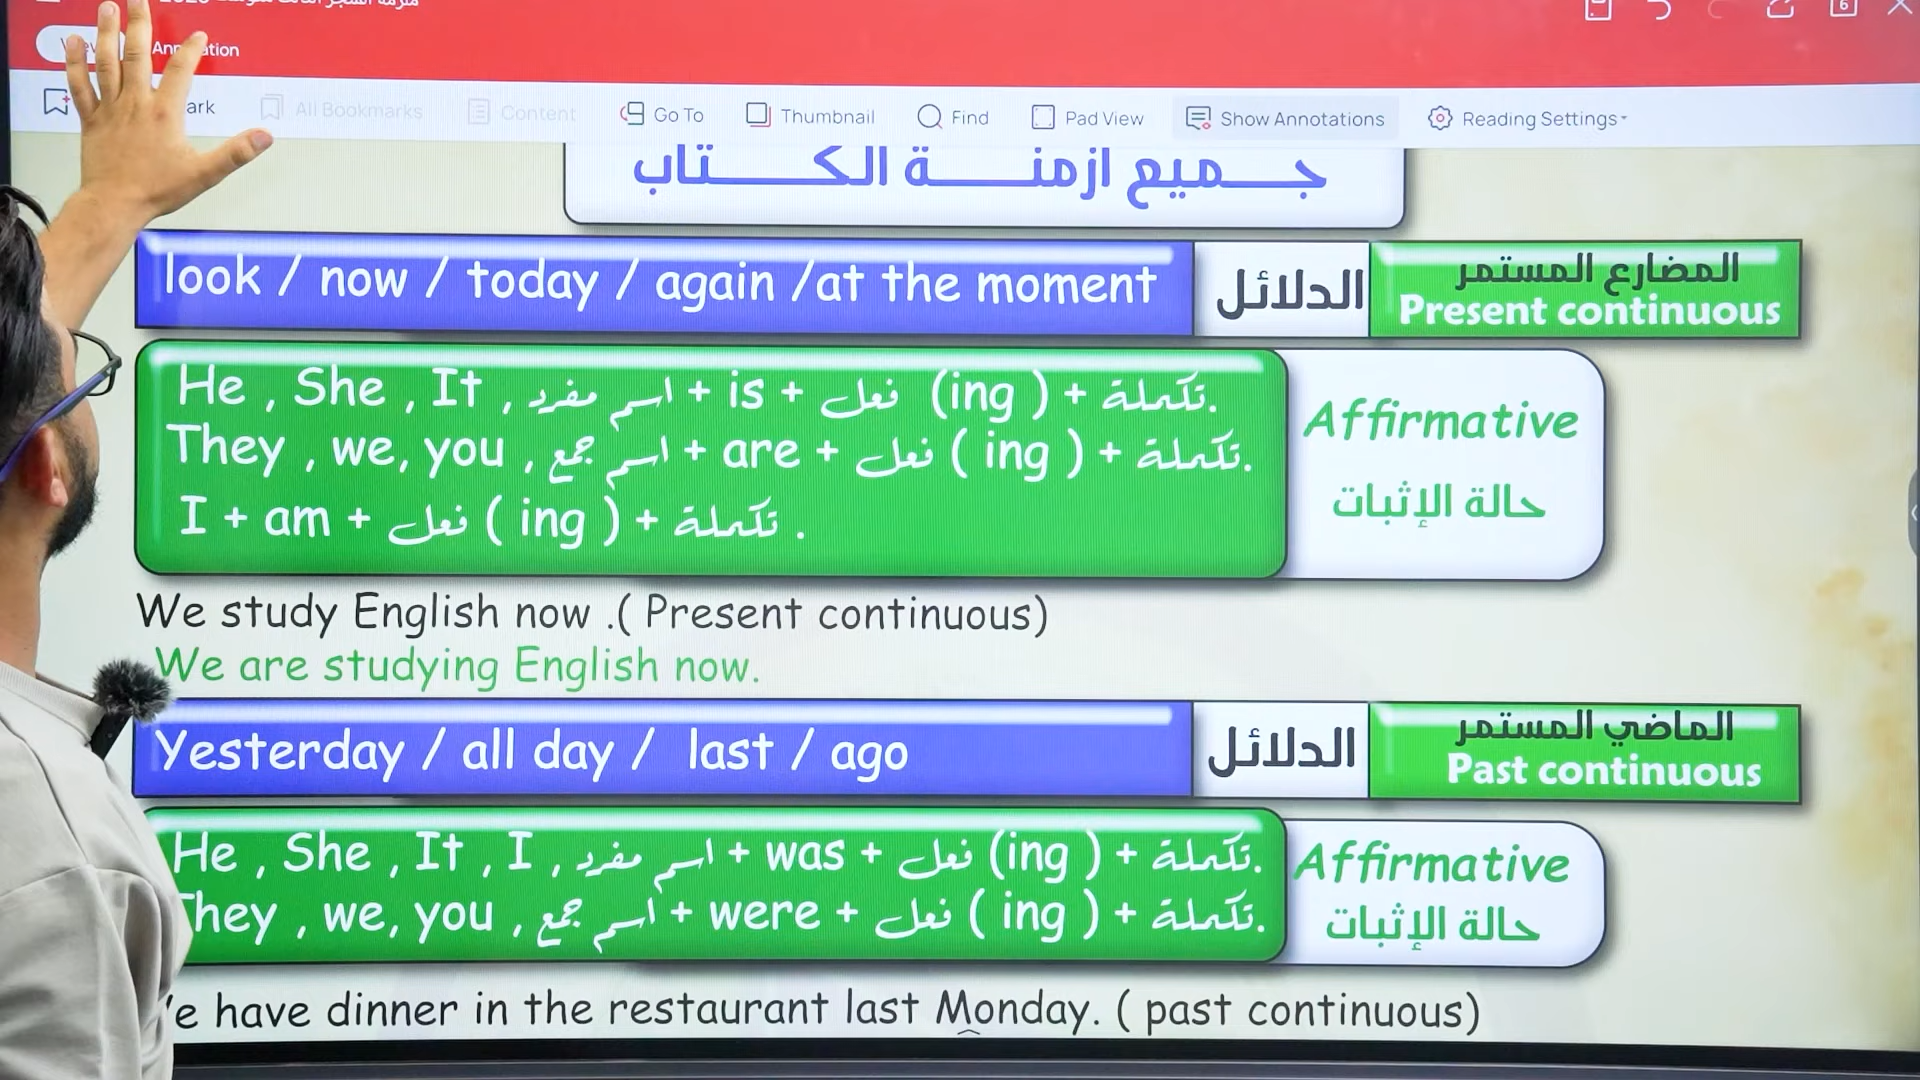 Annotation
ark
All Bookmarks
Content
Go To
Thumbnail
Find
Pad View
Show Annotations
Reading Settings
6
جميع ازمنة الكتاب
look / now / today / again /at the moment
الدلائل
المضارع المستمر
Present continuous
He , She , It , اسم مفرد + is + فعل (ing ) + تكملة.
They , we, you , اسم جمع + are + فعل ( ing ) + تكملة.
I + am + فعل ( ing ) + تكملة .
Affirmative
حالة الإثبات
We study English now .( Present continuous)
We are studying English now.
Yesterday / all day / last / ago
الدلائل
الماضي المستمر
Past continuous
He , She , It , I , اسم مفرد + was + فعل (ing ) + تكملة.
They , we, you , اسم جمع + were + فعل ( ing ) + تكملة.
Affirmative
حالة الإثبات
e have dinner in the restaurant last Monday. ( past continuous)